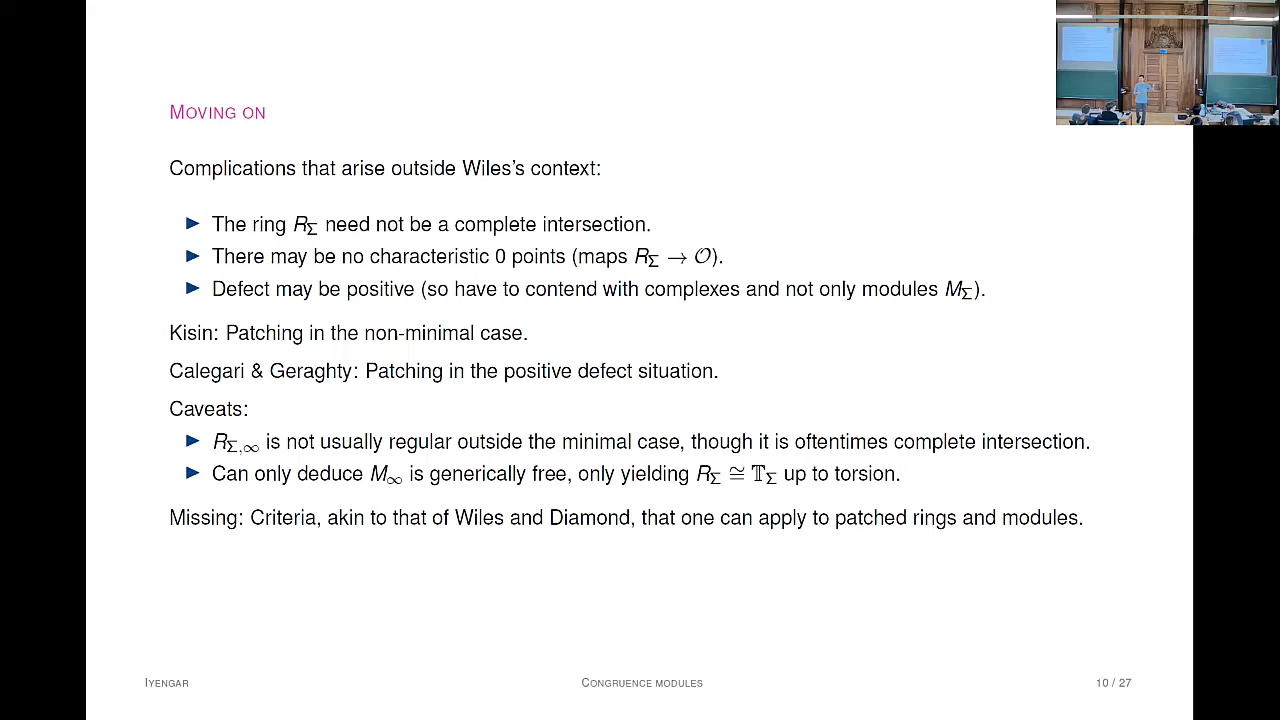 MOVING ON
Complications that arise outside Wiles's context:
▶ The ring R_Σ need not be a complete intersection.
▶ There may be no characteristic 0 points (maps R_Σ → 𝒪).
▶ Defect may be positive (so have to contend with complexes and not only modules M_Σ).
Kisin: Patching in the non-minimal case.
Calegari & Geraghty: Patching in the positive defect situation.
Caveats:
▶ R_{Σ,∞} is not usually regular outside the minimal case, though it is oftentimes complete intersection.
▶ Can only deduce M_∞ is generically free, only yielding R_Σ ≅ 𝕋_Σ up to torsion.
Missing: Criteria, akin to that of Wiles and Diamond, that one can apply to patched rings and modules.
IYENGAR CONGRUENCE MODULES 10 / 27